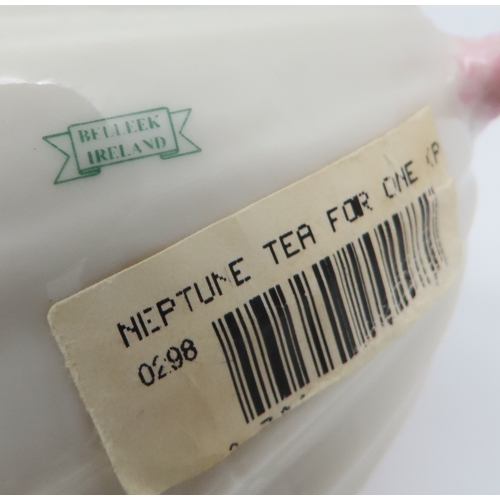 BELLEEK
IRELAND
NEPTUNE TEA FOR ONE (P
0298